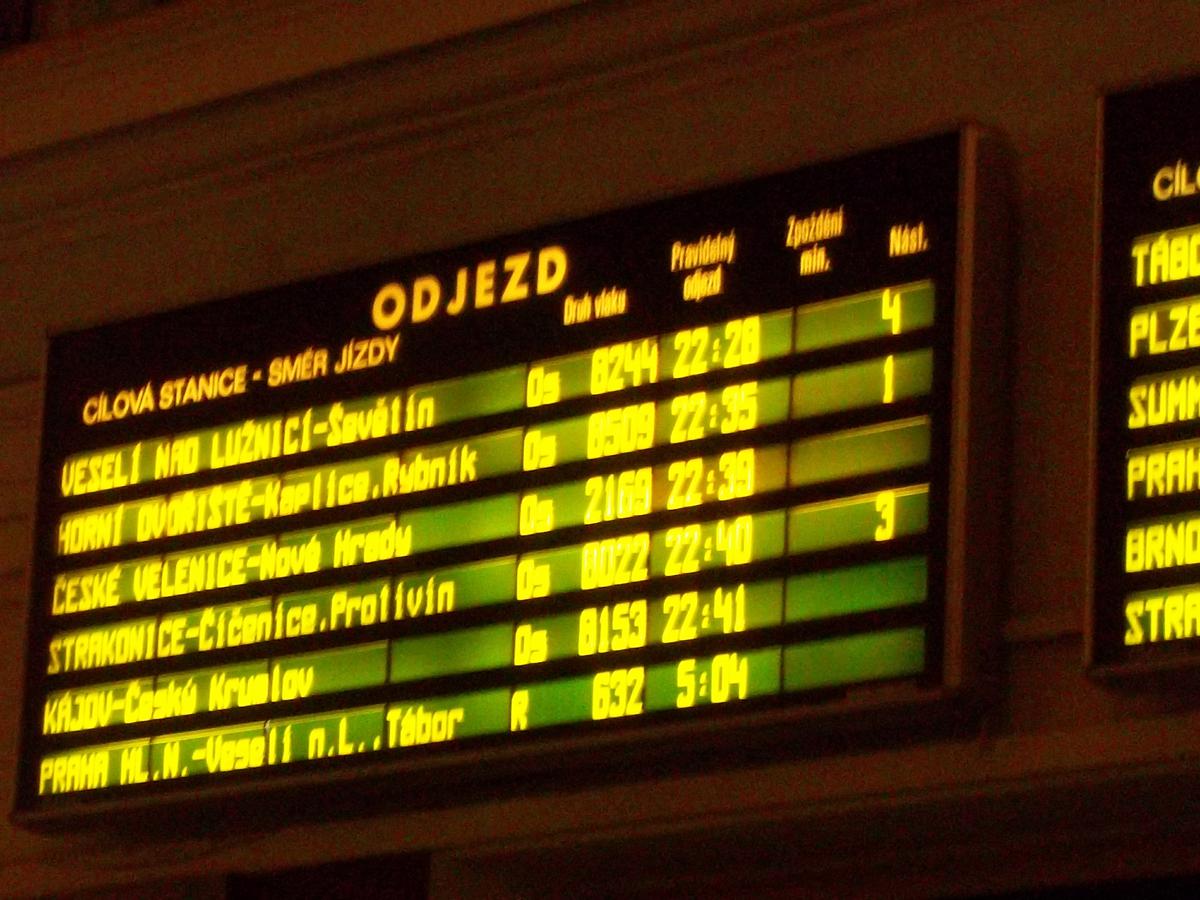 ODJEZD
CÍLOVÁ STANICE - SMĚR JÍZDY Druh vlaku Pravidelný odjezd Zpoždění min. Nást.
VESELÍ NAD LUŽNICÍ-Ševětín Os 8244 22:28 4
HORNÍ DVOŘIŠTĚ-Kaplice,Rybník Os 8509 22:35 1
ČESKÉ VELENICE-Nové Hrady Os 2169 22:39
STRAKONICE-Číčenice,Protivín Os 8022 22:40 3
KÁJOV-Český Krumlov Os 8153 22:41
PRAHA HL.N.-Veselí n.L.,Tábor R 632 5:04
CÍLO
TÁBO
PLZE
SUMM
PRAH
BRNO
STRA